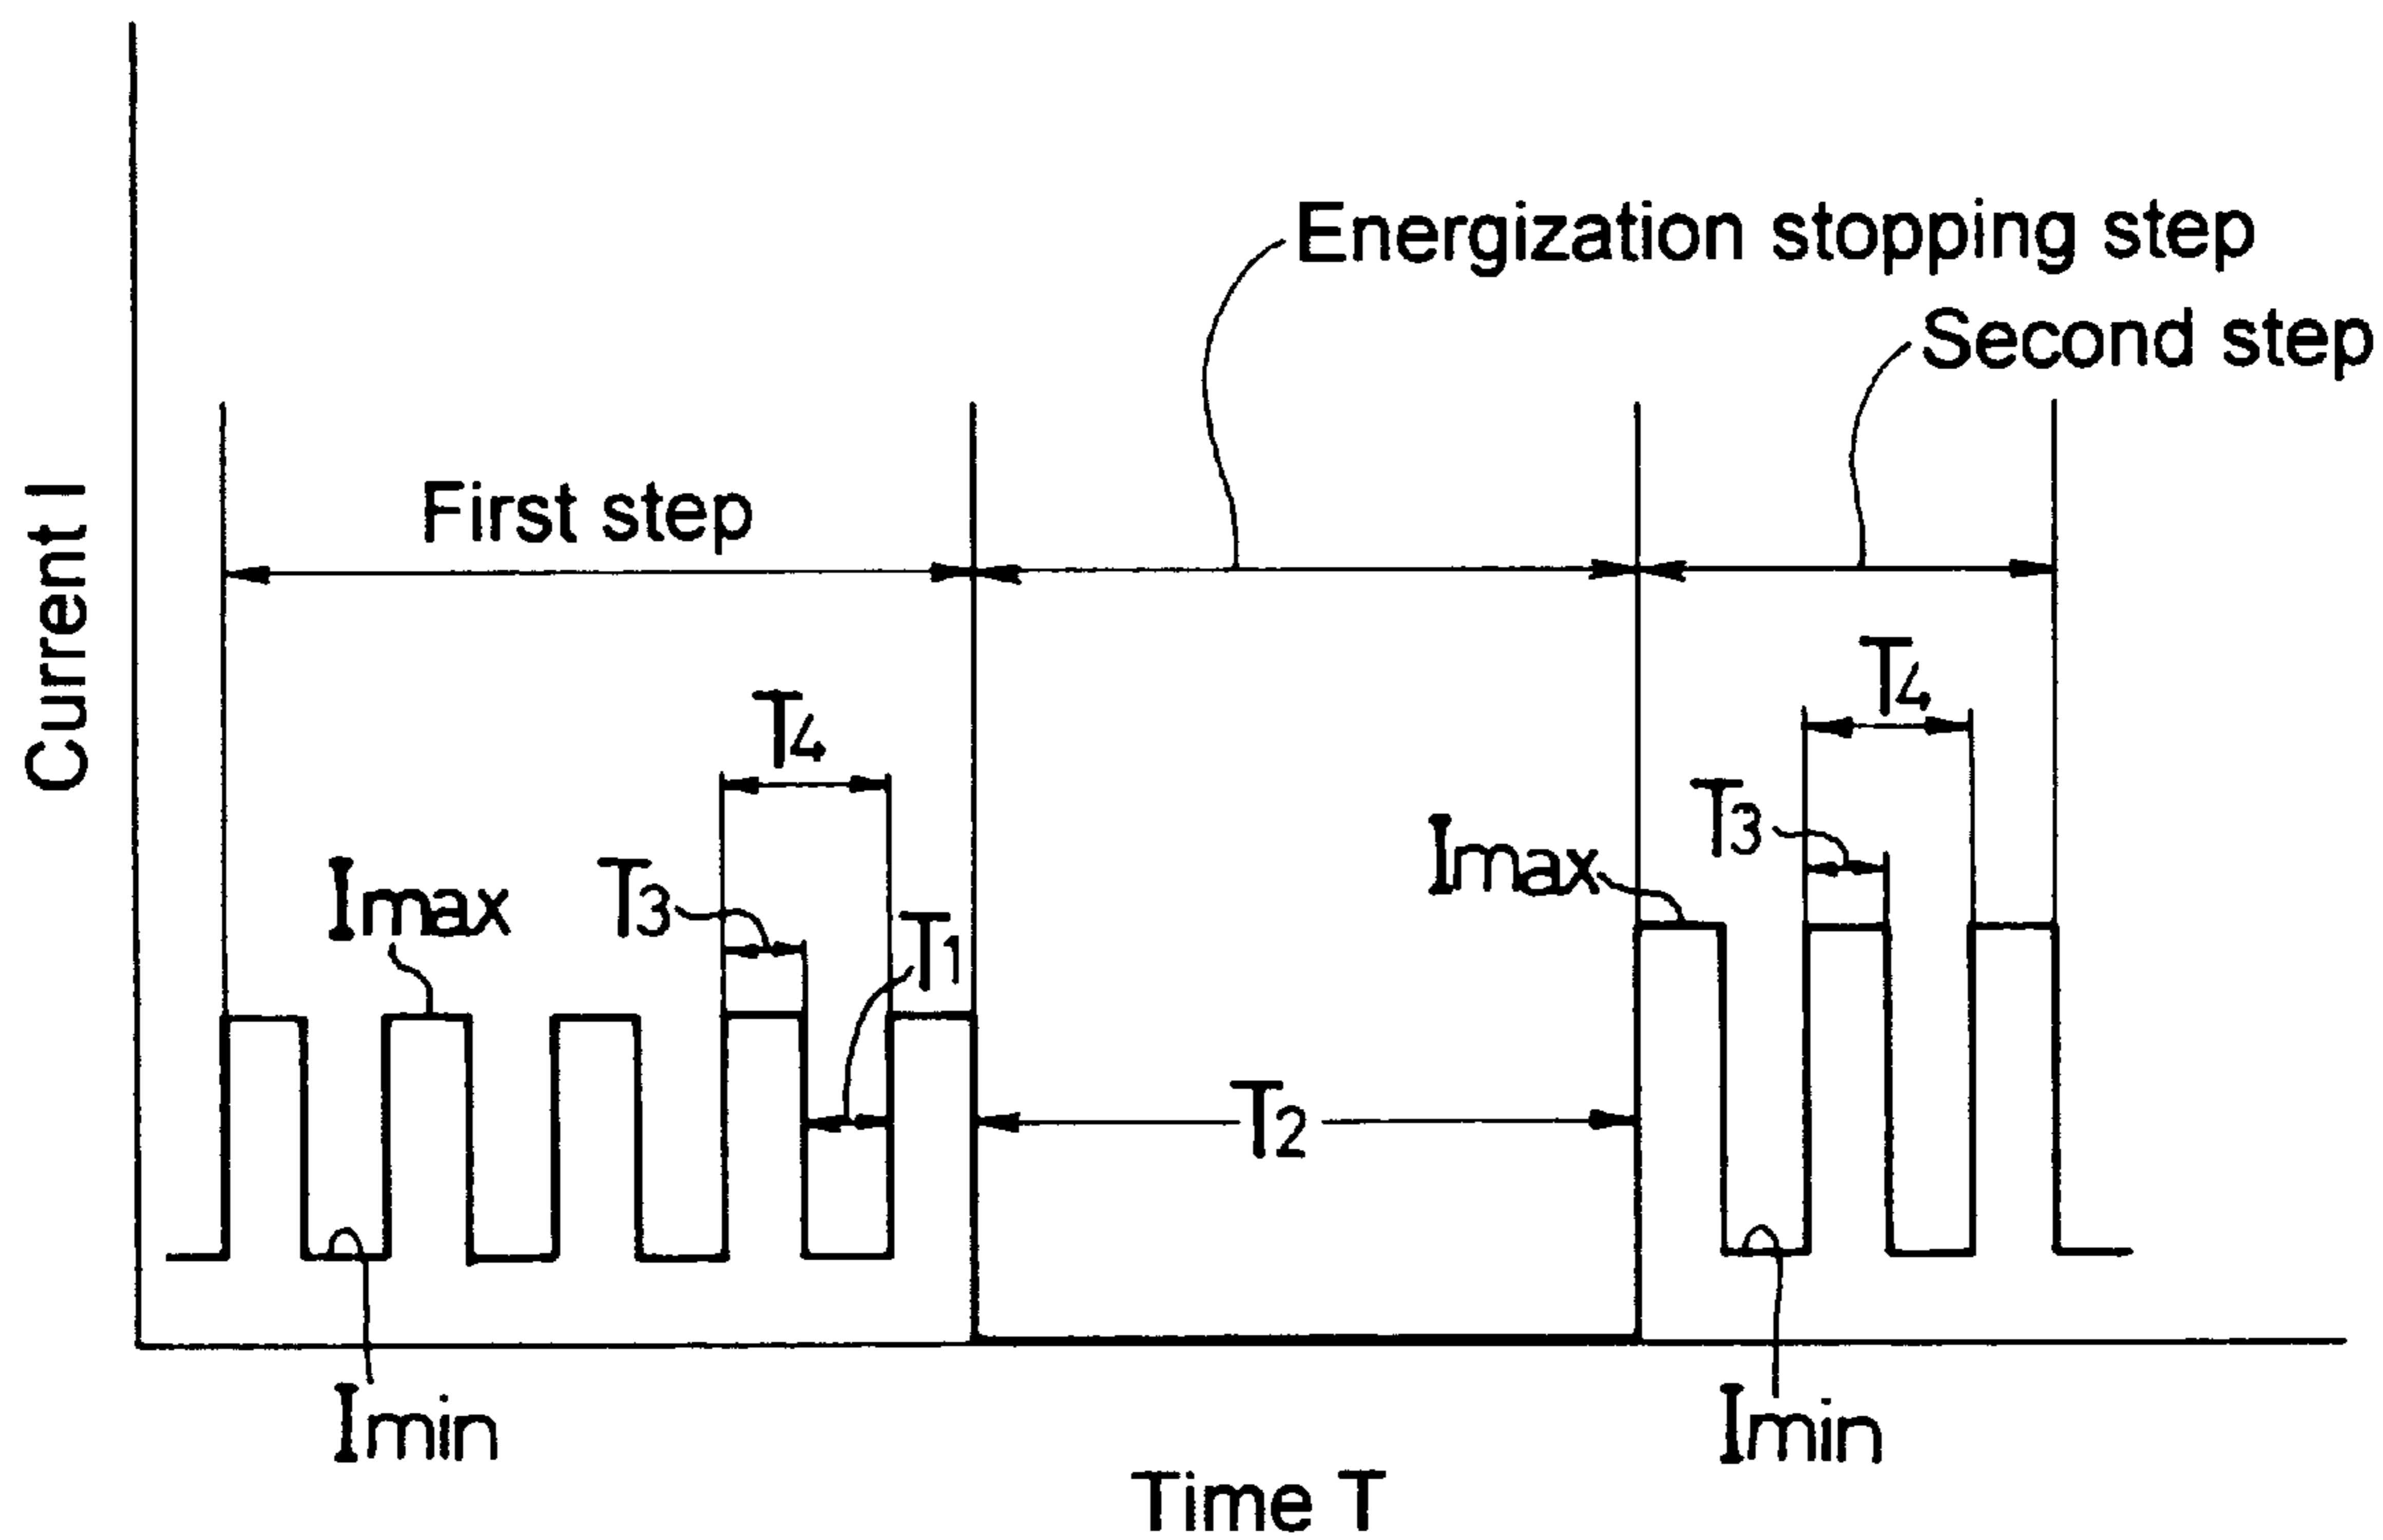 Energization stopping step
Second step
First step
Current I
T4
T4
T3
Imax
Imax
T3
T1
T2
Imin
Imin
Time T